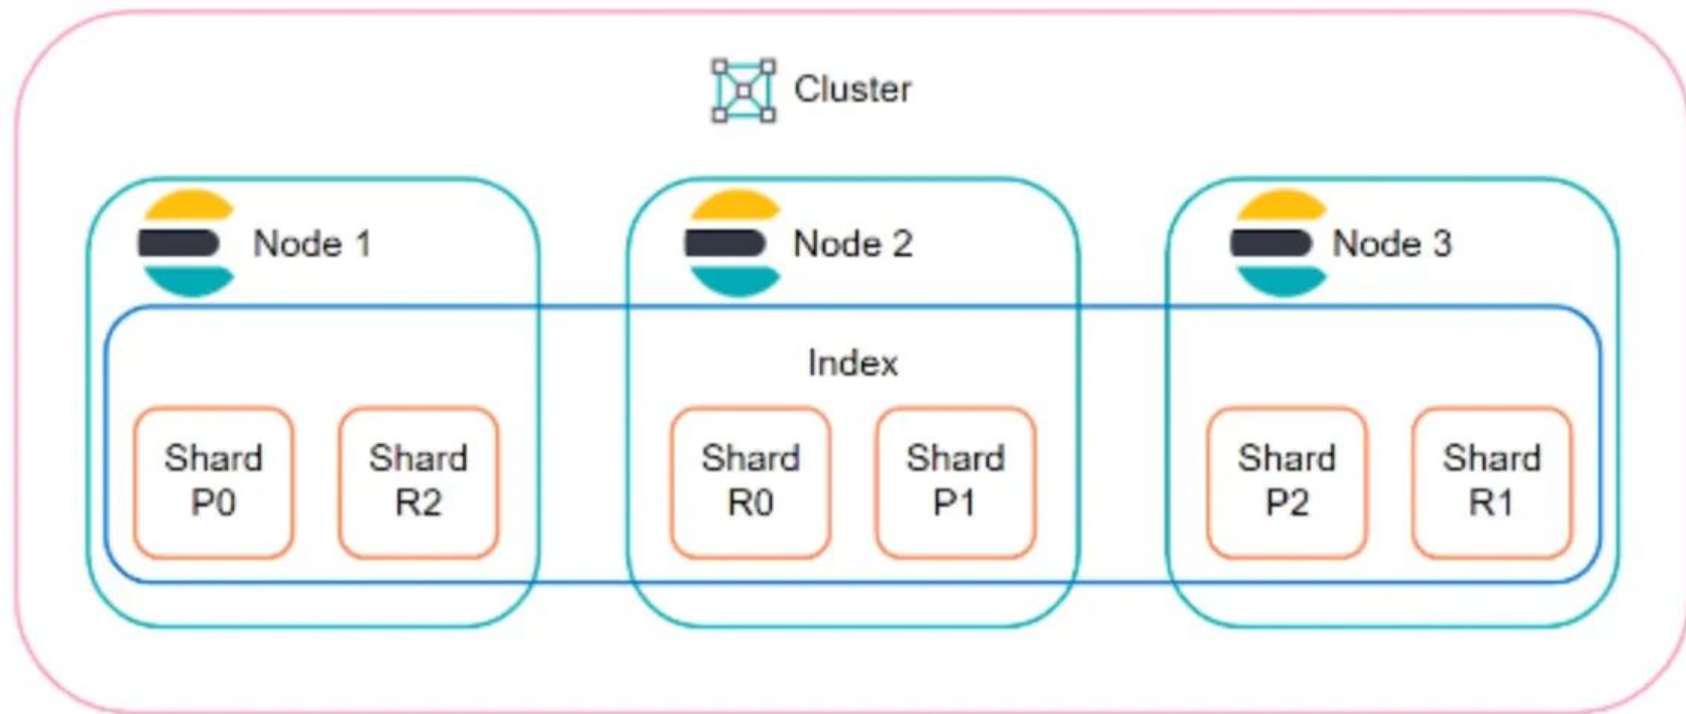 Cluster
Node 1
Node 2
Node 3
Index
Shard
P0
Shard
R2
Shard
R0
Shard
P1
Shard
P2
Shard
R1